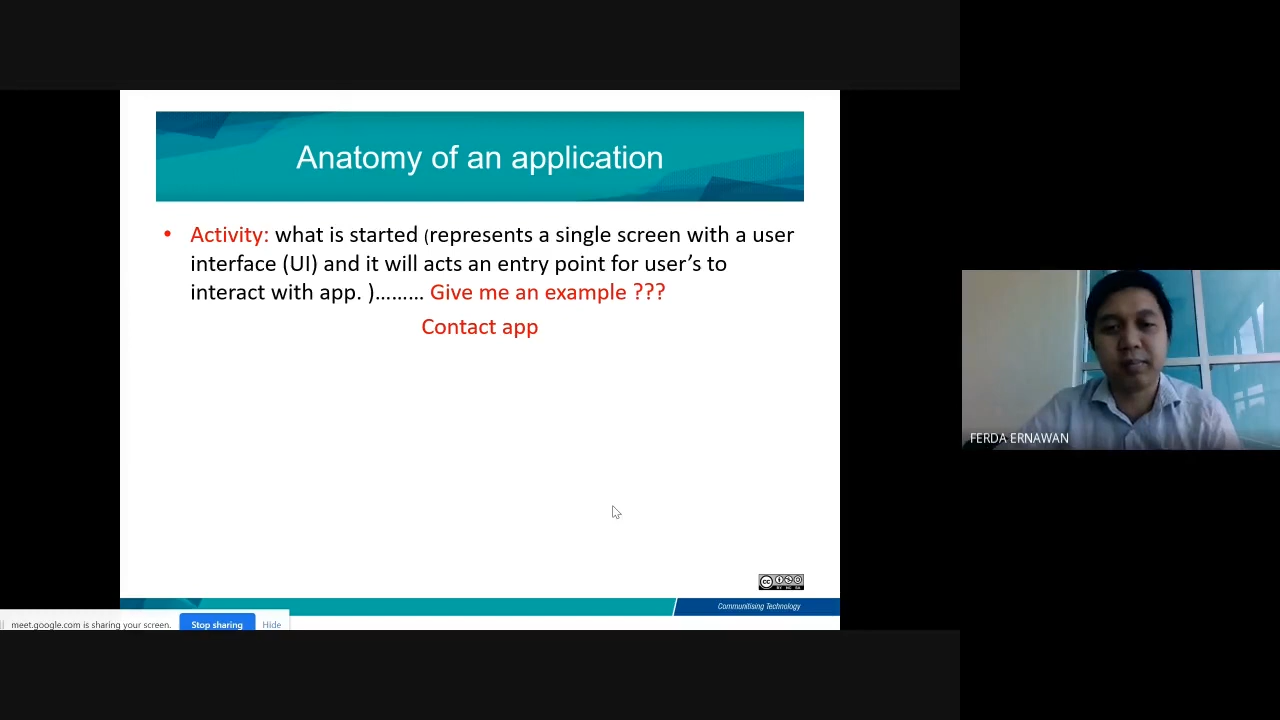 Anatomy of an application
• Activity: what is started (represents a single screen with a user
interface (UI) and it will acts an entry point for user’s to
interact with app. )……… Give me an example ???
Contact app
FERDA ERNAWAN
Communitising Technology
meet.google.com is sharing your screen. Stop sharing Hide